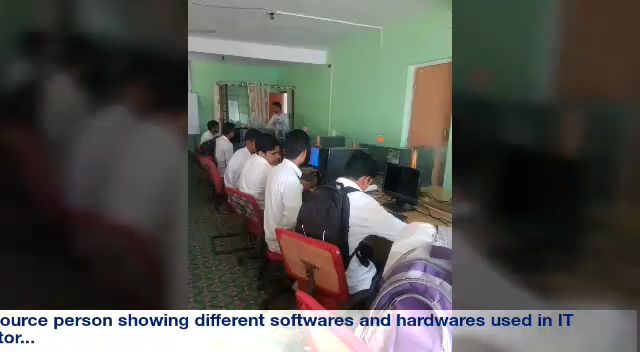 ource person showing different softwares and hardwares used in IT
tor...